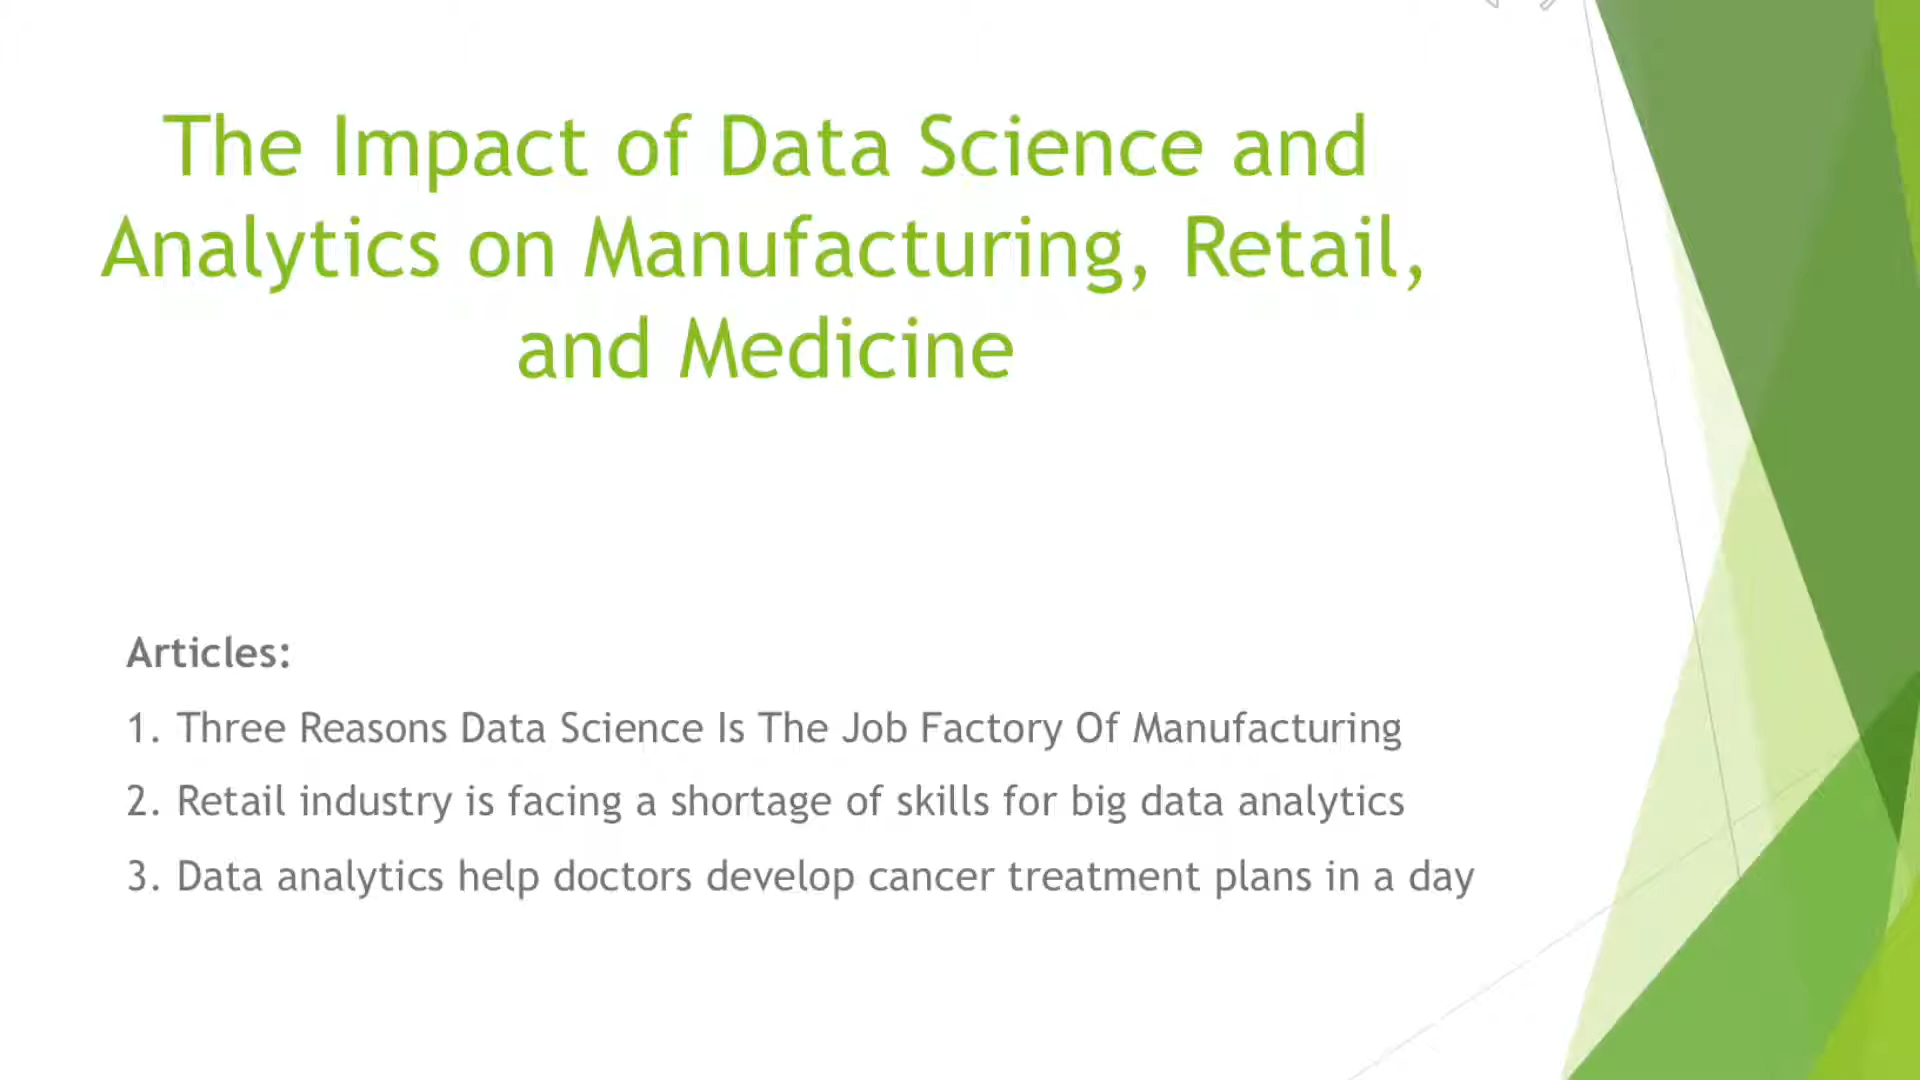 The Impact of Data Science and
Analytics on Manufacturing, Retail,
and Medicine
Articles:
1. Three Reasons Data Science Is The Job Factory Of Manufacturing
2. Retail industry is facing a shortage of skills for big data analytics
3. Data analytics help doctors develop cancer treatment plans in a day